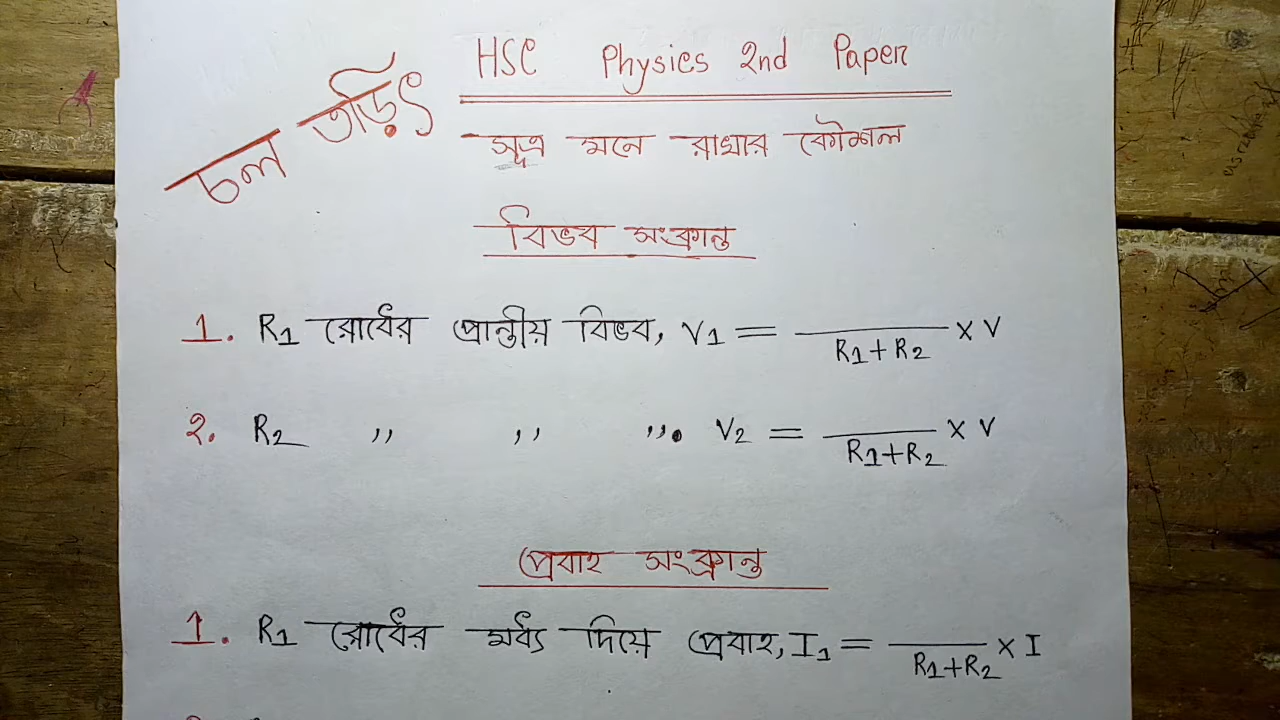 চল তড়িৎ
HSC Physics 2nd Paper
সূত্র মনে রাখার কৌশল
বিভব সংক্রান্ত
1. R1 রোধের প্রান্তীয় বিভব, V1 = ─── / R1+R2 × V
২. R2 ,, ,, ,,. V2 = ─── / R1+R2 × V
প্রবাহ সংক্রান্ত
1. R1 রোধের মধ্য দিয়ে প্রবাহ, I1 = ─── / R1+R2 × I